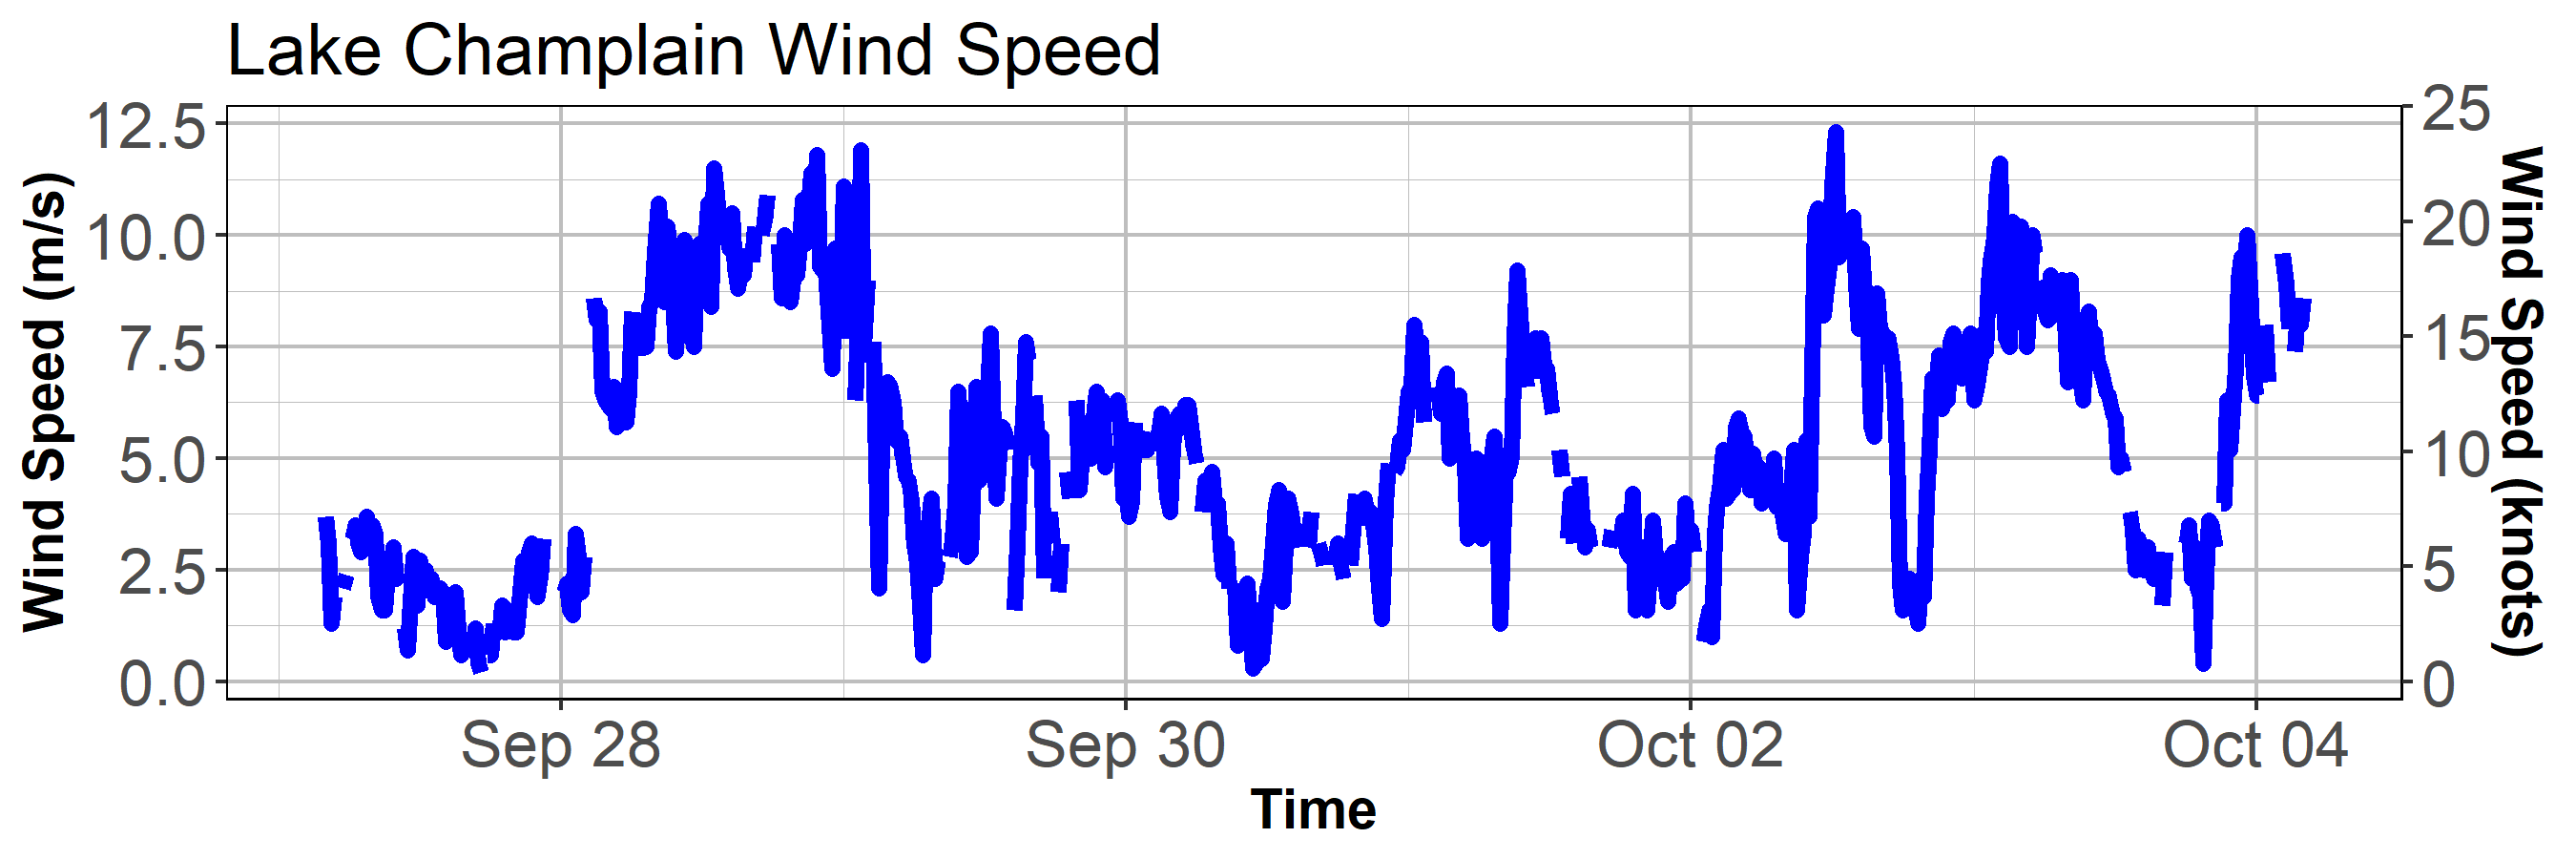 Lake Champlain Wind Speed
Wind Speed (m/s)
12.5
10.0
7.5
5.0
2.5
0.0
25
20
15
10
5
0
Wind Speed (knots)
Sep 28
Sep 30
Oct 02
Oct 04
Time